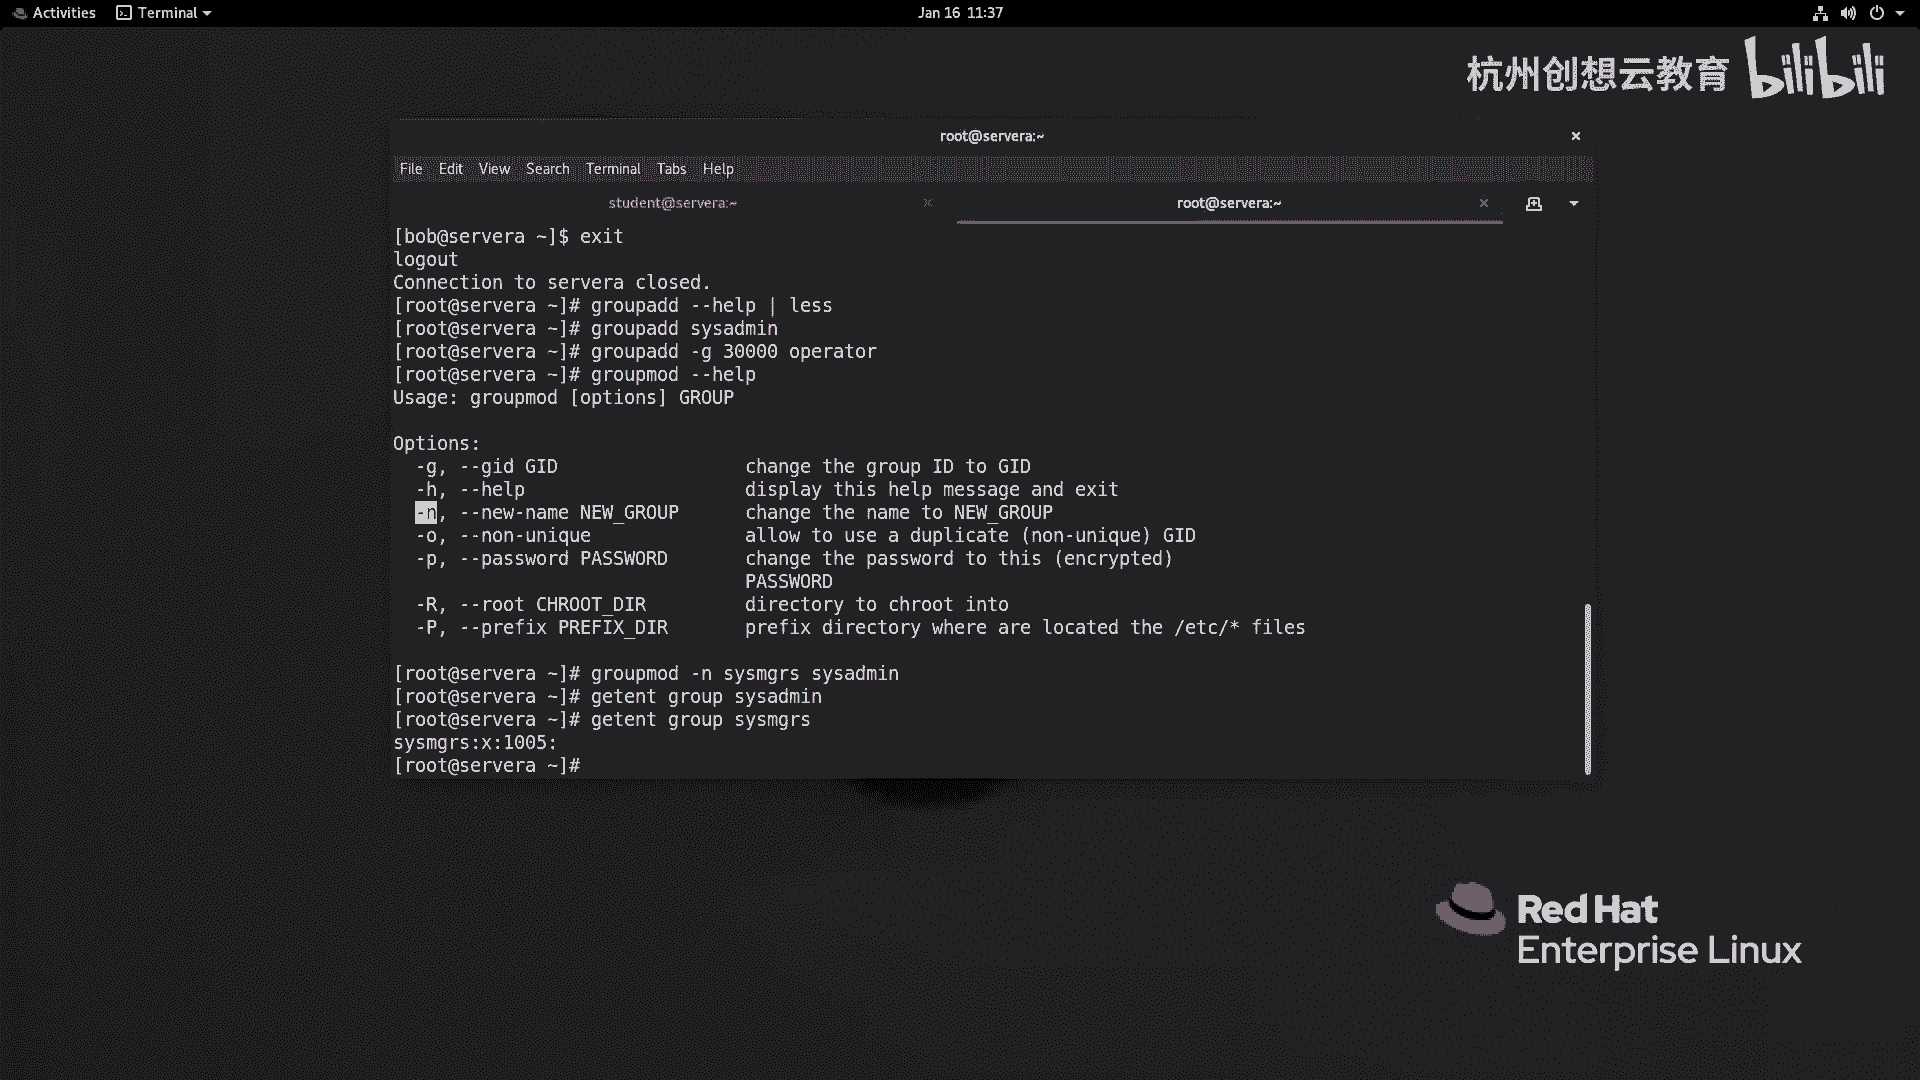 Activities Terminal Jan 16 11:37
杭州创想云教育 bilibili
root@servera:~
File Edit View Search Terminal Tabs Help
student@servera:~ root@servera:~
[bob@servera ~]$ exit
logout
Connection to servera closed.
[root@servera ~]# groupadd --help | less
[root@servera ~]# groupadd sysadmin
[root@servera ~]# groupadd -g 30000 operator
[root@servera ~]# groupmod --help
Usage: groupmod [options] GROUP
Options:
-g, --gid GID change the group ID to GID
-h, --help display this help message and exit
-n, --new-name NEW_GROUP change the name to NEW_GROUP
-o, --non-unique allow to use a duplicate (non-unique) GID
-p, --password PASSWORD change the password to this (encrypted)
PASSWORD
-R, --root CHROOT_DIR directory to chroot into
-P, --prefix PREFIX_DIR prefix directory where are located the /etc/* files
[root@servera ~]# groupmod -n sysmgrs sysadmin
[root@servera ~]# getent group sysadmin
[root@servera ~]# getent group sysmgrs
sysmgrs:x:1005:
[root@servera ~]#
Red Hat
Enterprise Linux